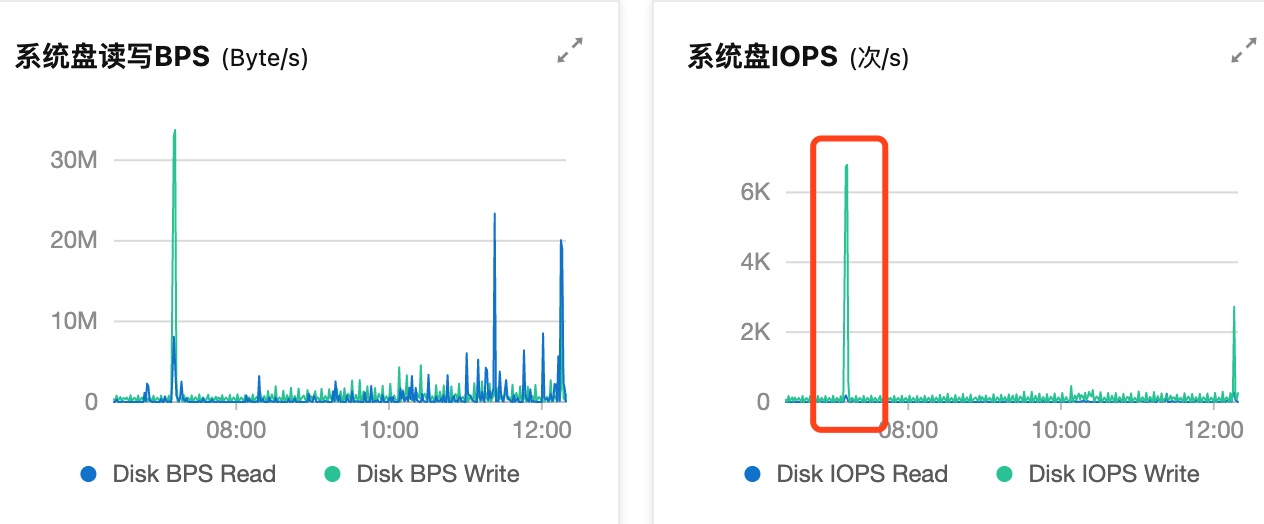 系统盘读写BPS (Byte/s)
30M
20M
10M
0
08:00 10:00 12:00
Disk BPS Read Disk BPS Write
系统盘IOPS (次/s)
6K
4K
2K
0
08:00 10:00 12:00
Disk IOPS Read Disk IOPS Write